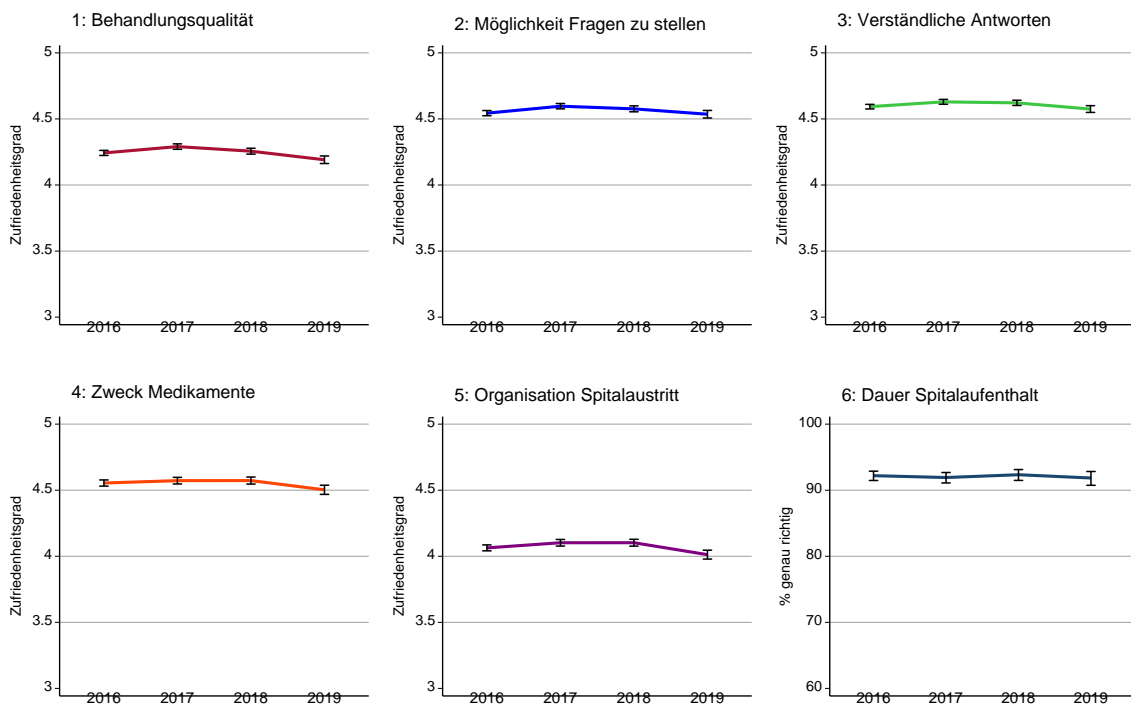 1: Behandlungsqualität
5
4.5
4
3.5
3
Zufriedenheitsgrad
2016 2017 2018 2019
2: Möglichkeit Fragen zu stellen
5
4.5
4
3.5
3
Zufriedenheitsgrad
2016 2017 2018 2019
3: Verständliche Antworten
5
4.5
4
3.5
3
Zufriedenheitsgrad
2016 2017 2018 2019
4: Zweck Medikamente
5
4.5
4
3.5
3
Zufriedenheitsgrad
2016 2017 2018 2019
5: Organisation Spitalaustritt
5
4.5
4
3.5
3
Zufriedenheitsgrad
2016 2017 2018 2019
6: Dauer Spitalaufenthalt
100
90
80
70
60
% genau richtig
2016 2017 2018 2019